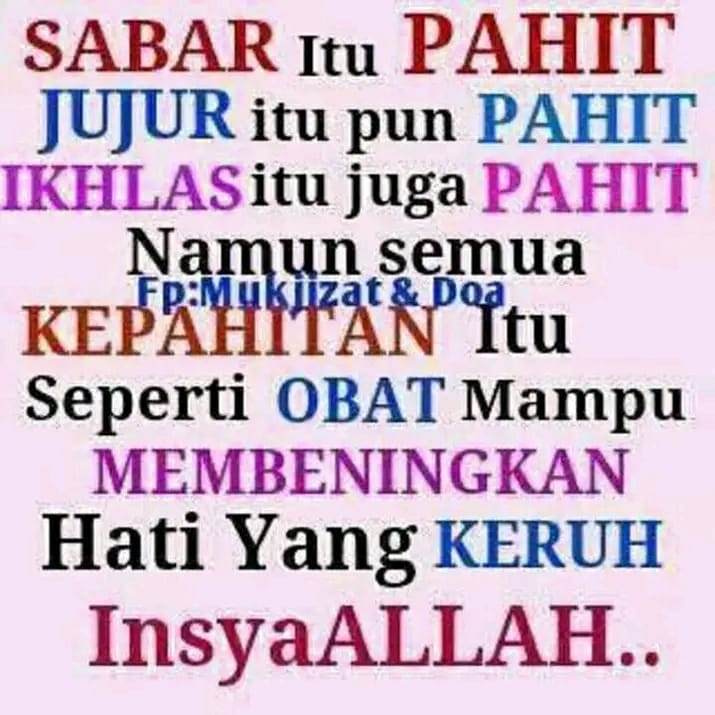 SABAR Itu PAHIT
JUJUR itu pun PAHIT
IKHLAS itu juga PAHIT
Namun semua
Fp:Mukjizat & Doa
KEPAHITAN Itu
Seperti OBAT Mampu
MEMBENINGKAN
Hati Yang KERUH
InsyaALLAH..